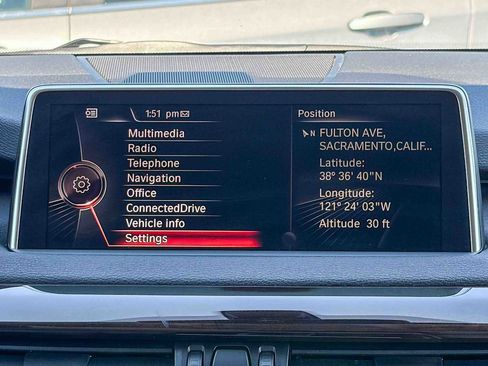 1:51 pm
Multimedia
Radio
Telephone
Navigation
Office
ConnectedDrive
Vehicle info
Settings
Position
N FULTON AVE,
SACRAMENTO,CALIF...
Latitude:
38° 36' 40"N
Longitude:
121° 24' 03"W
Altitude 30 ft